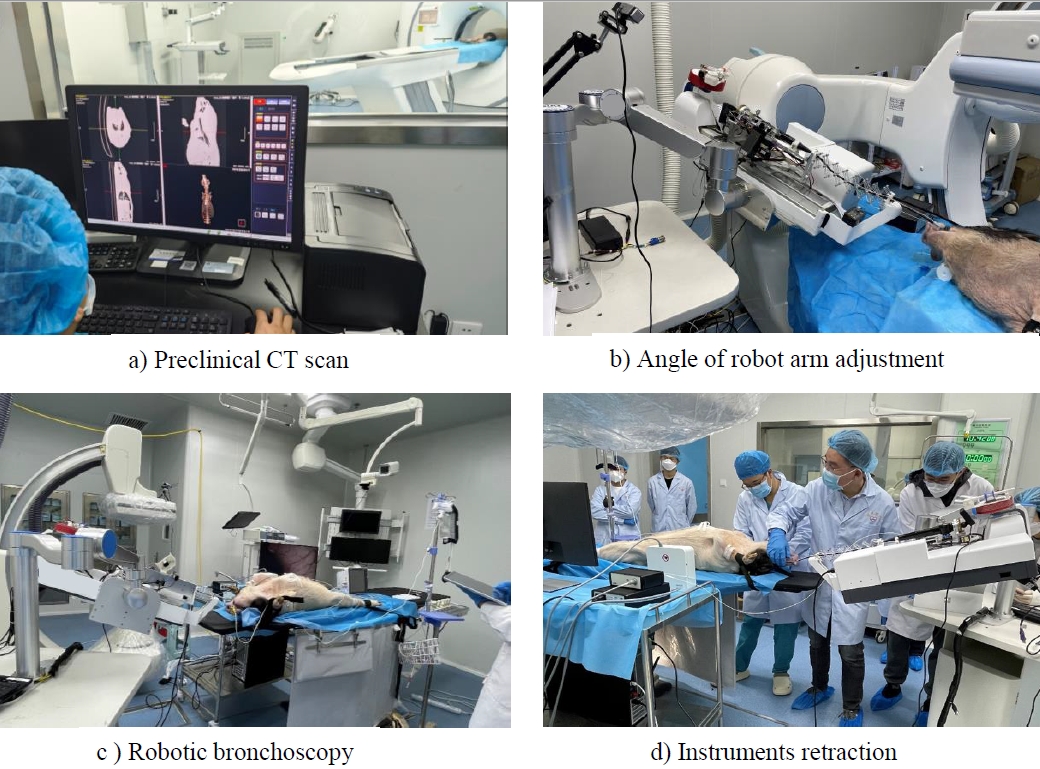 a) Preclinical CT scan
b) Angle of robot arm adjustment
c ) Robotic bronchoscopy
d) Instruments retraction